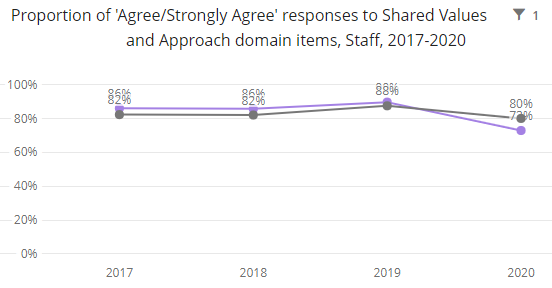 Proportion of 'Agree/Strongly Agree' responses to Shared Values 1
and Approach domain items, Staff, 2017-2020
100%
86% 86% 88% 80%
82% 82%
80%
60%
40%
20%
0%
2017 2018 2019 2020